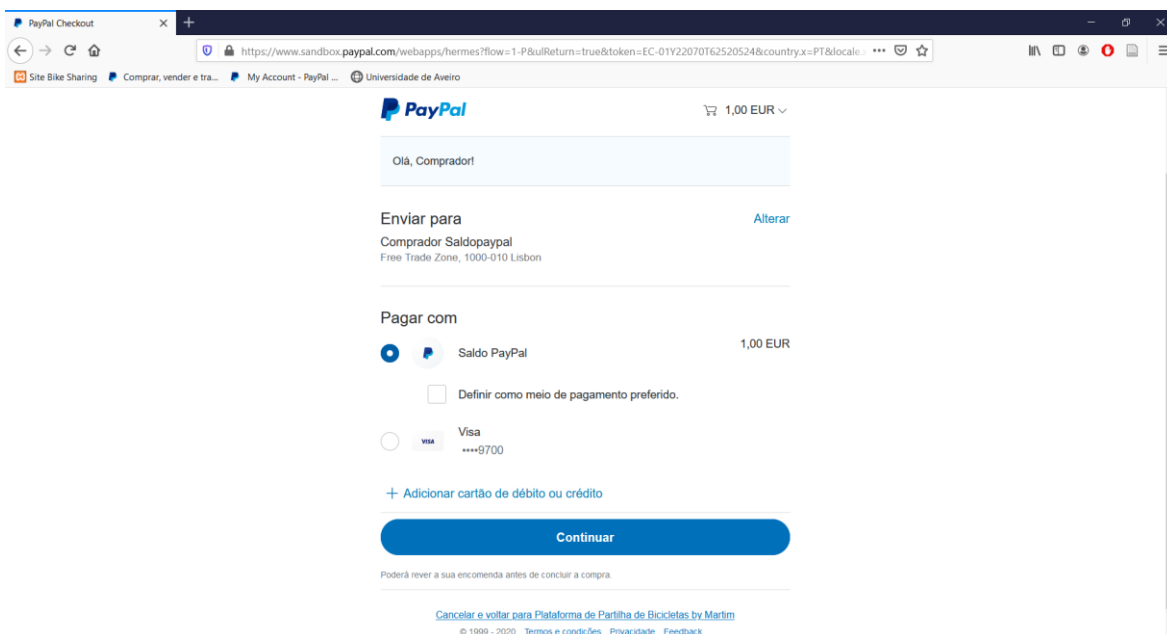 PayPal Checkout
https://www.sandbox.paypal.com/webapps/hermes?flow=1-P&ulReturn=true&token=EC-01Y22070T62520524&country.x=PT&locale.
Site Bike Sharing Comprar, vender e tra... My Account - PayPal ... Universidade de Aveiro
PayPal 1,00 EUR
Olá, Comprador!
Enviar para Alterar
Comprador Saldopaypal
Free Trade Zone, 1000-010 Lisbon
Pagar com
Saldo PayPal 1,00 EUR
Definir como meio de pagamento preferido.
Visa
VISA
••••9700
+ Adicionar cartão de débito ou crédito
Continuar
Poderá rever a sua encomenda antes de concluir a compra.
Cancelar e voltar para Plataforma de Partilha de Bicicletas by Martim
© 1999 - 2020 Termos e condições Privacidade Feedback